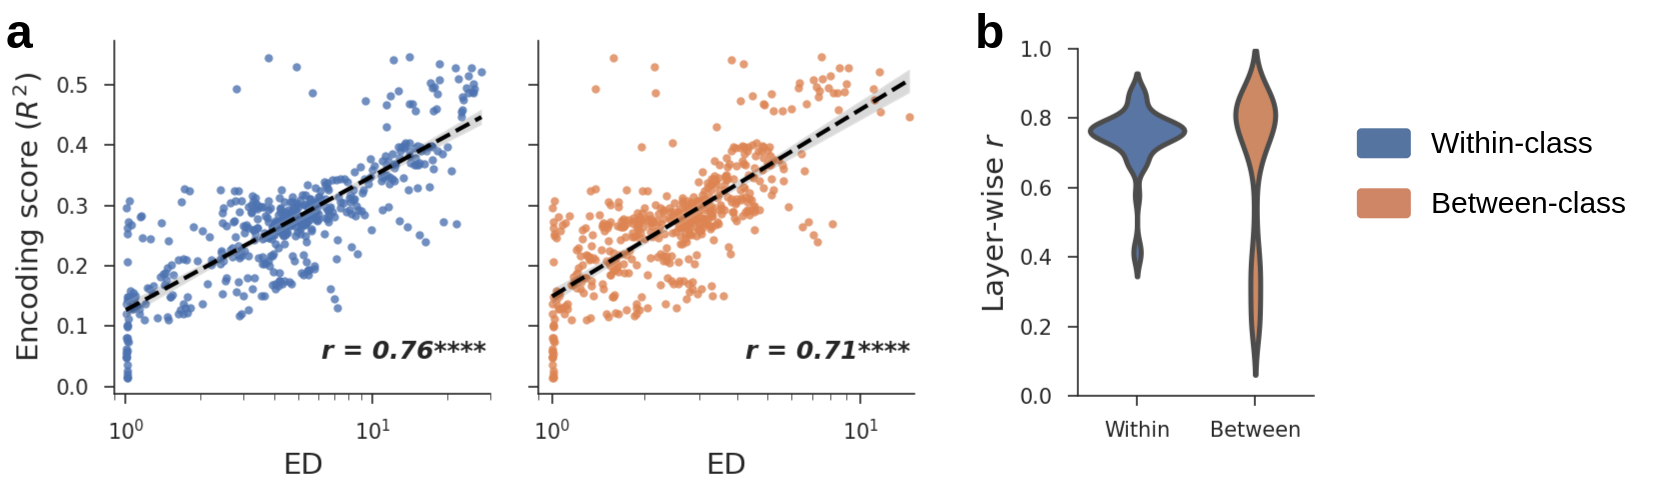 a
Encoding score (R²)
0.5
0.4
0.3
0.2
0.1
0.0
r = 0.76****
10⁰
10¹
ED
r = 0.71****
10⁰
10¹
ED
b
Layer-wise r
1.0
0.8
0.6
0.4
0.2
0.0
Within
Between
Within-class
Between-class